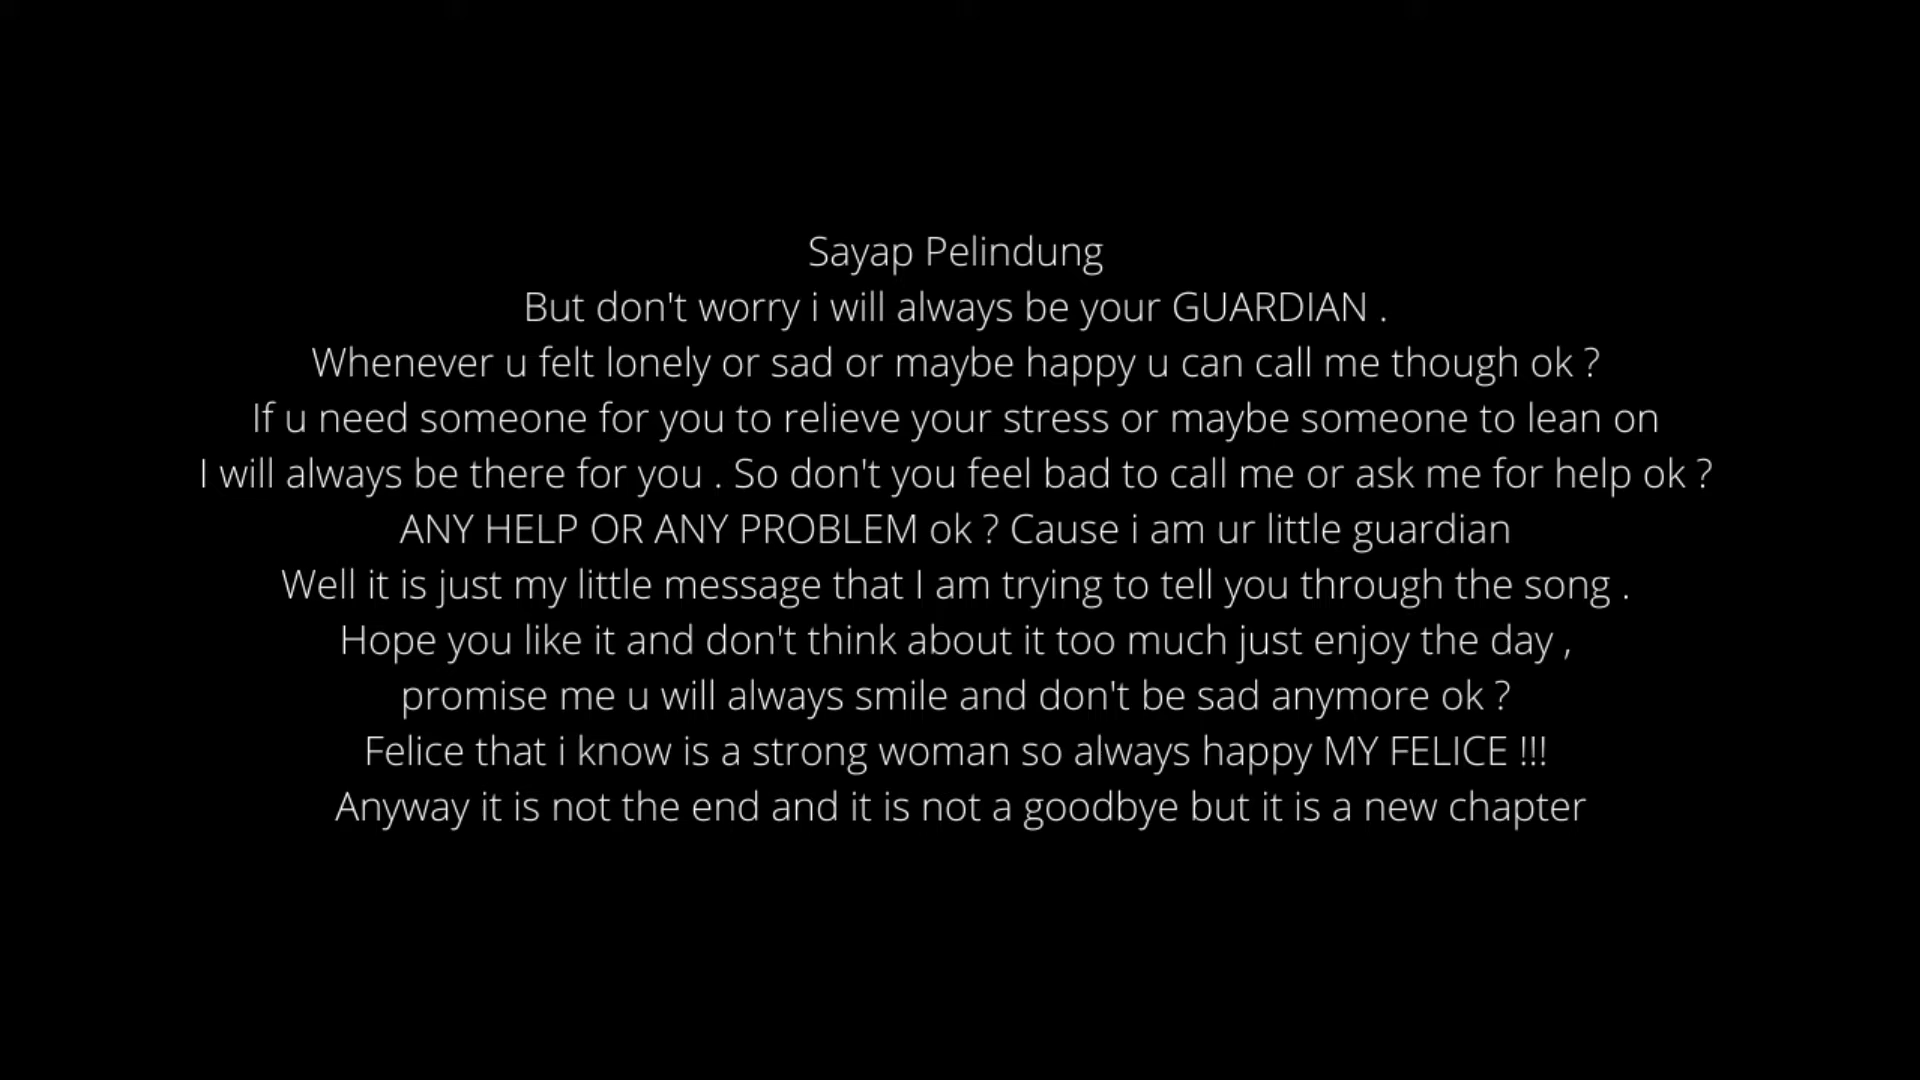 Sayap Pelindung
But don't worry i will always be your GUARDIAN .
Whenever u felt lonely or sad or maybe happy u can call me though ok ?
If u need someone for you to relieve your stress or maybe someone to lean on
I will always be there for you . So don't you feel bad to call me or ask me for help ok ?
ANY HELP OR ANY PROBLEM ok ? Cause i am ur little guardian
Well it is just my little message that I am trying to tell you through the song .
Hope you like it and don't think about it too much just enjoy the day ,
promise me u will always smile and don't be sad anymore ok ?
Felice that i know is a strong woman so always happy MY FELICE !!!
Anyway it is not the end and it is not a goodbye but it is a new chapter